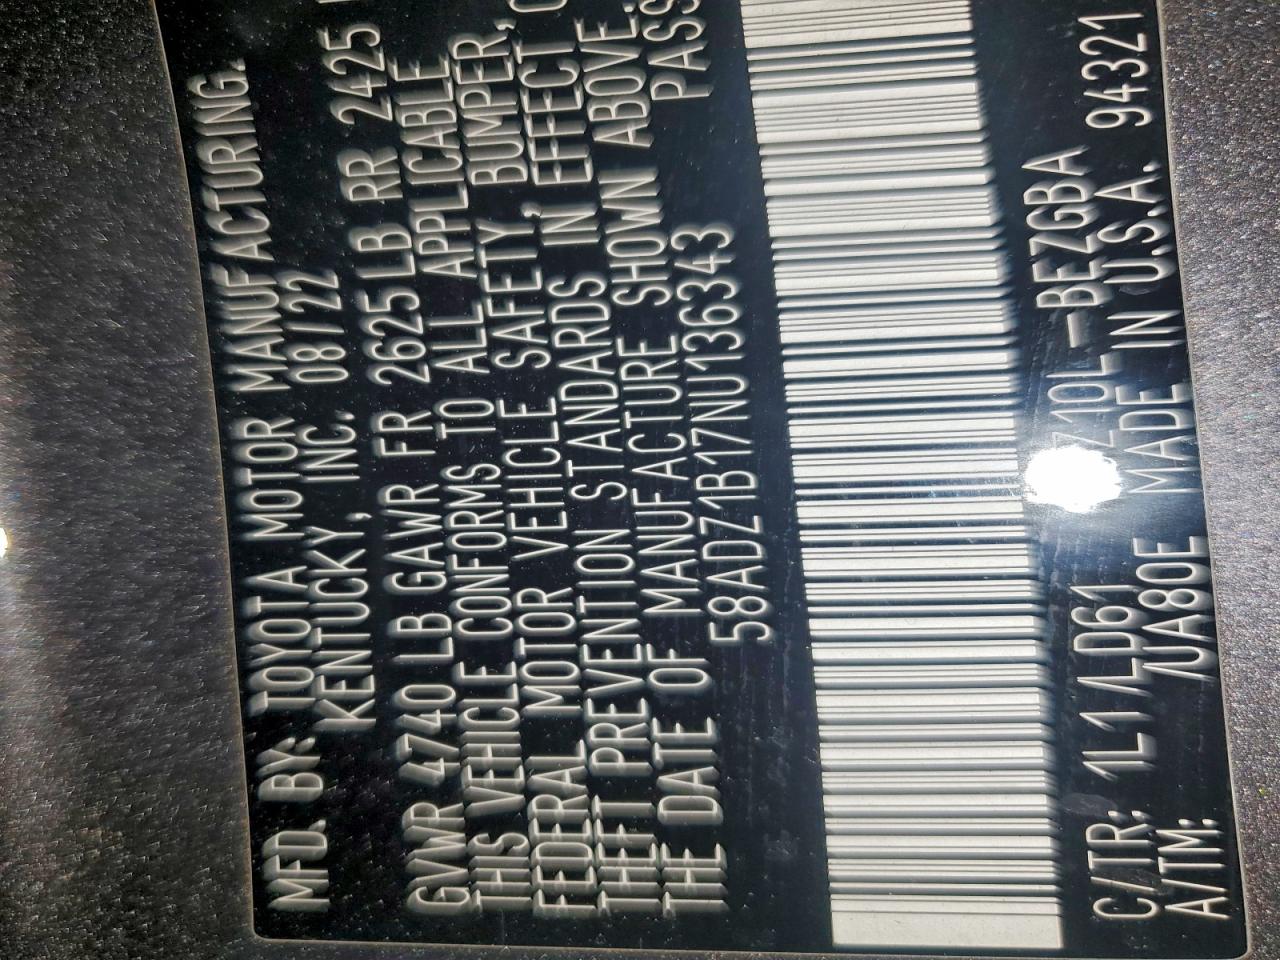 MFD. BY: TOYOTA MOTOR MANUFACTURING.
KENTUCKY, INC. 08/22
GVWR 4740 LB GAWR FR 2625LB RR 2425
THIS VEHICLE CONFORMS TO ALL APPLICABLE
FEDERAL MOTOR VEHICLE SAFETY, BUMPER,
THEFT PREVENTION STANDARDS IN EFFECT
THE DATE OF MANUFACTURE SHOWN ABOVE.
58ADZ1B17NU136343 PASS
C/TR: 1L1/LD61 -BEZGBA
A/TM: /UA80E MADE IN U.S.A. 94321